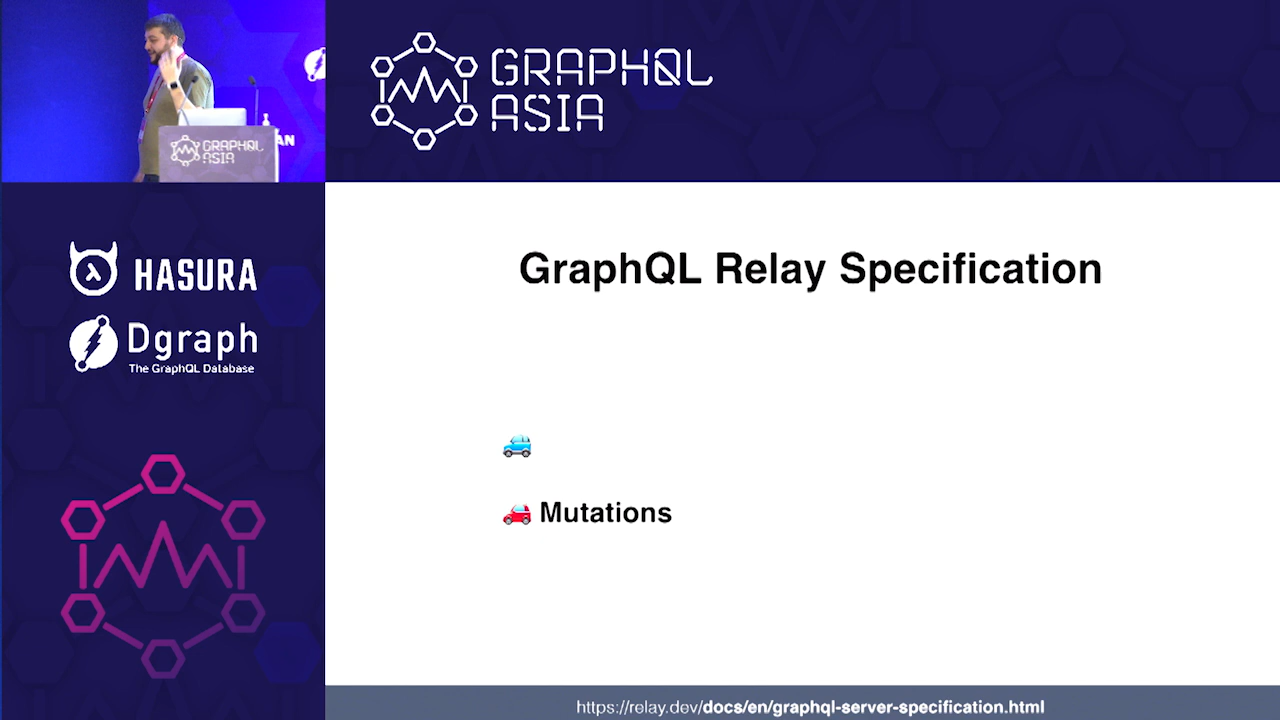 GRAPHQL
ASIA
GRAPHQL
ASIA
AN
HASURA
Dgraph
The GraphQL Database
GraphQL Relay Specification
Mutations
https://relay.dev/docs/en/graphql-server-specification.html